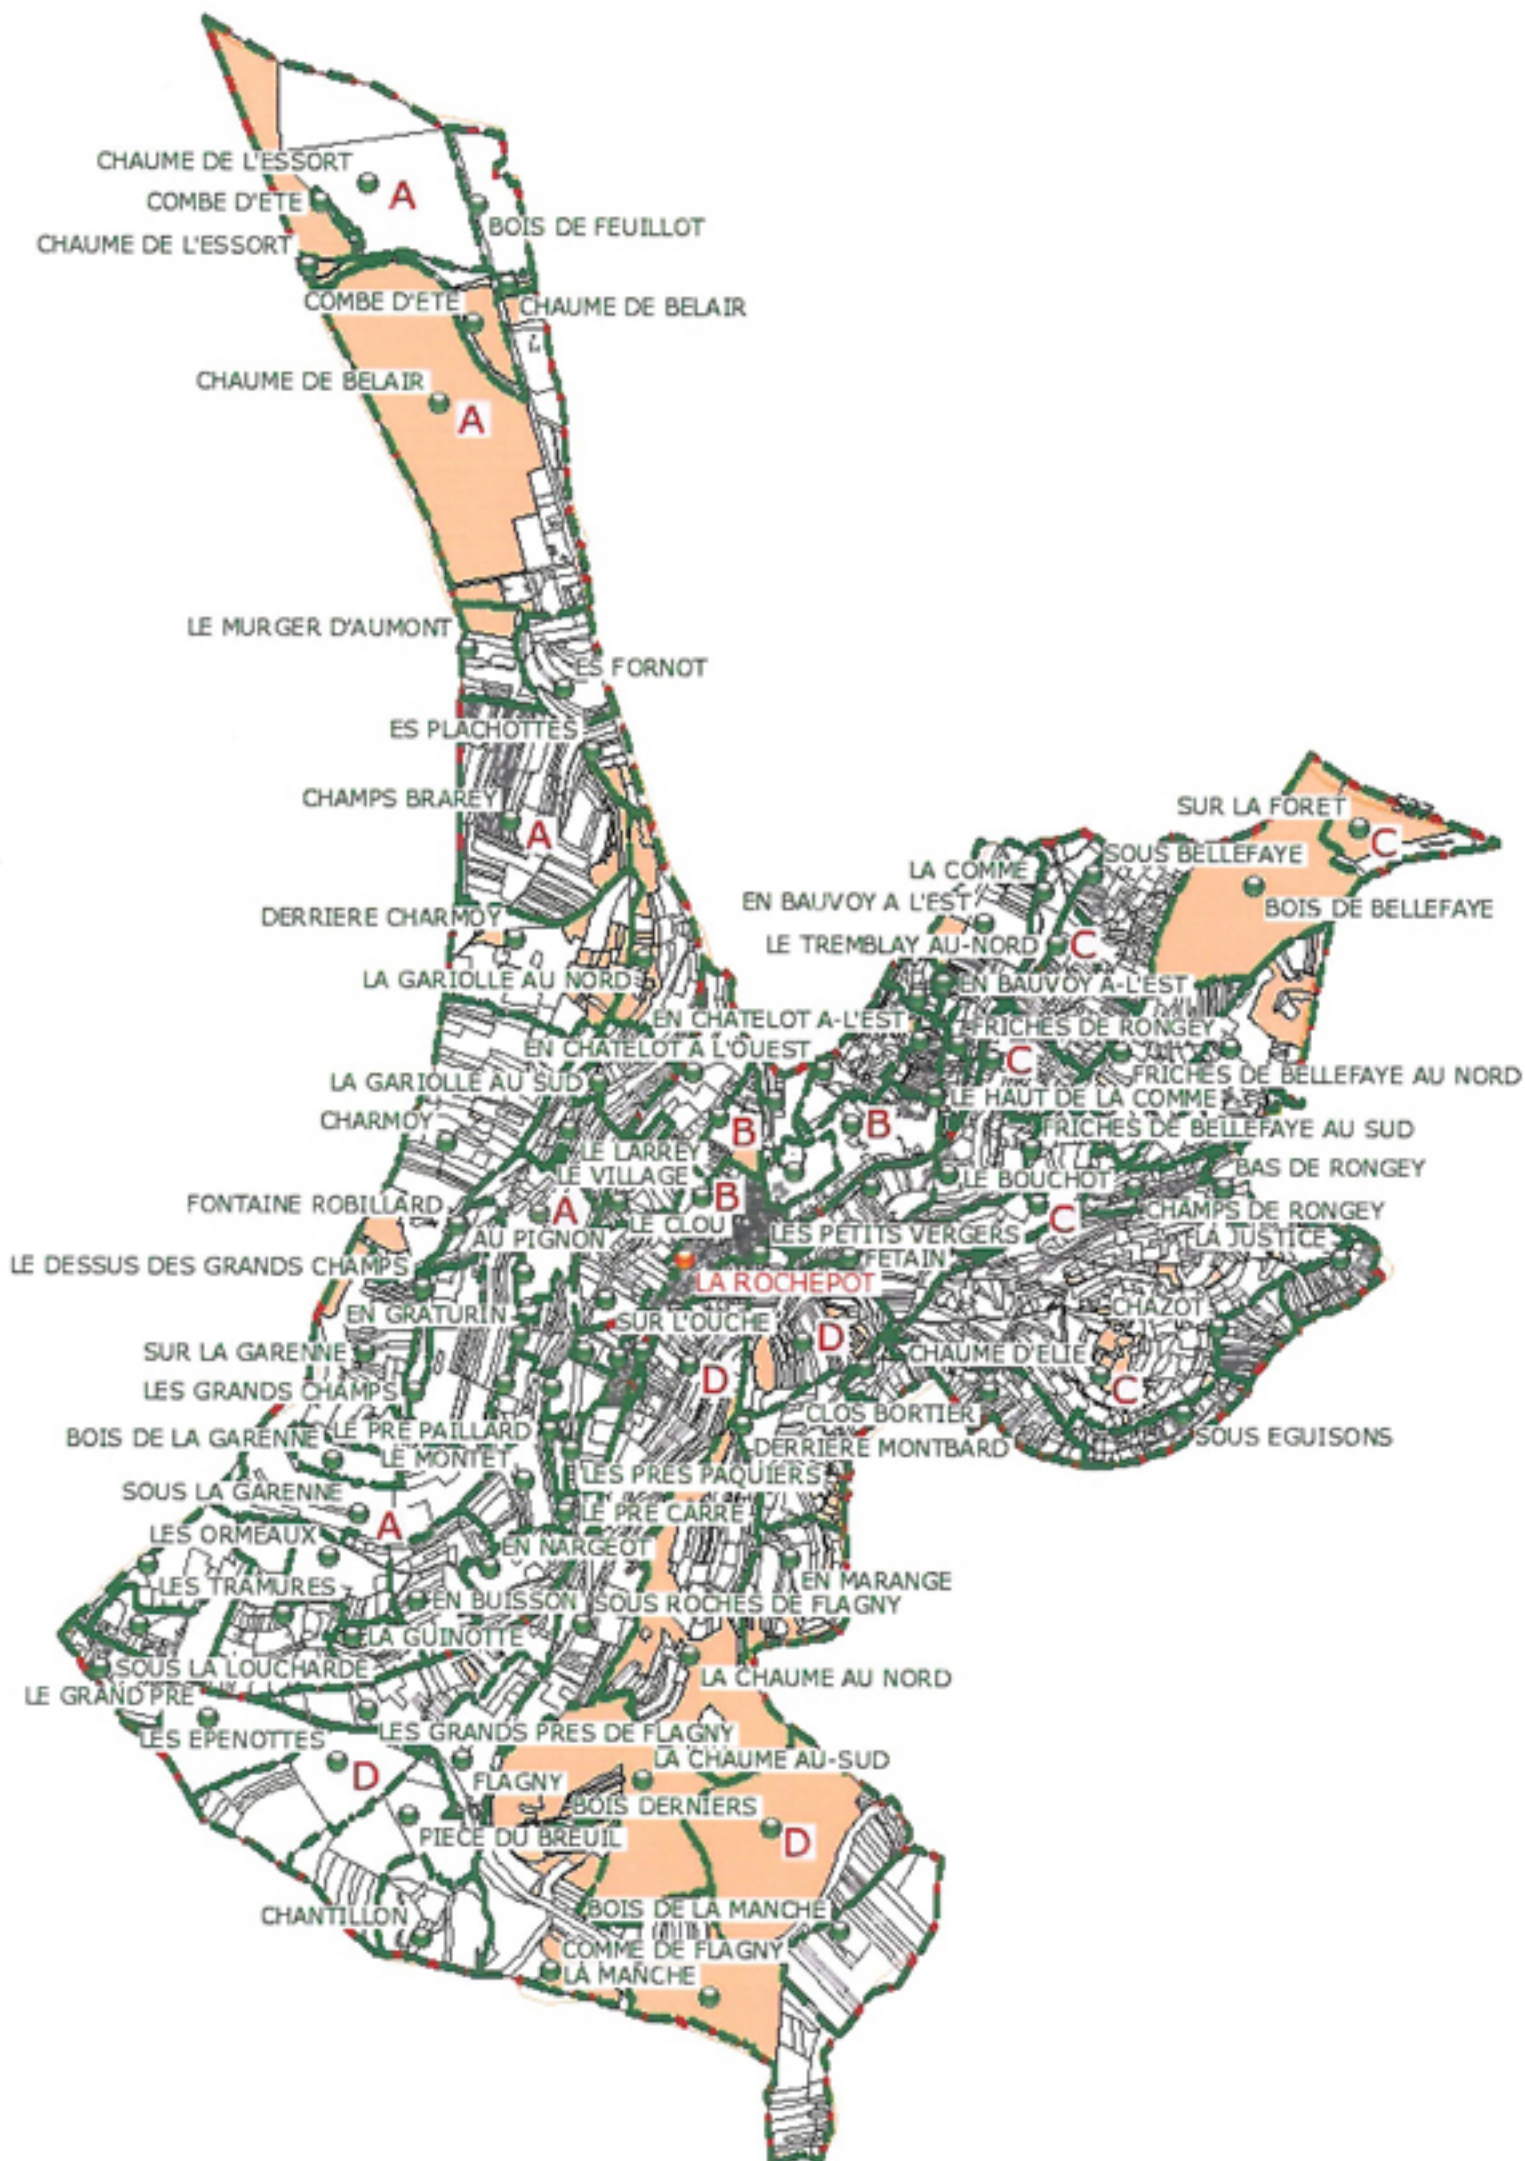 CHAUME DE L'ESSORT
A
COMBE D'ETE
BOIS DE FEUILLOT
CHAUME DE L'ESSORT
COMBE D'ETE
CHAUME DE BELAIR
CHAUME DE BELAIR
A
LE MURGER D'AUMONT
ES FORNOT
ES PLACHOTTES
CHAMPS BRAREY
A
SUR LA FORET
C
SOUS BELLEFAYE
LA COMME
EN BAUVOY A L'EST
BOIS DE BELLEFAYE
DERRIERE CHARMOY
LE TREMBLAY AU-NORD
C
LA GARIOLLE AU NORD
EN BAUVOY A-L'EST
EN CHATELOT A-L'EST
FRICHES DE RONGEY
EN CHATELOT A L'OUEST
C
LA GARIOLLE AU SUD
FRICHES DE BELLEFAYE AU NORD
LE HAUT DE LA COMME
CHARMOY
B
B
FRICHES DE BELLEFAYE AU SUD
LE LARREY
LE VILLAGE
BAS DE RONGEY
LE BOUCHOT
B
FONTAINE ROBILLARD
A
LE CLOU
C
CHAMPS DE RONGEY
AU PIGNON
LES PETITS VERGERS
LA JUSTICE
LE DESSUS DES GRANDS CHAMPS
FETAIN
LA ROCHEPOT
EN GRATURIN
SUR L'OUCHE
CHAZOT
D
SUR LA GARENNE
CHAUME D'ELIE
LES GRANDS CHAMPS
D
C
CLOS BORTIER
BOIS DE LA GARENNE
LE PRE PAILLARD
DERRIERE MONTBARD
SOUS EGUISONS
LE MONTET
LES PRES PAQUIERS
SOUS LA GARENNE
LE PRE CARRE
A
LES ORMEAUX
EN NARGEOT
LES TRAMURES
EN MARANGE
EN BUISSON
SOUS ROCHES DE FLAGNY
LA GUINOTTE
SOUS LA LOUCHARDE
LA CHAUME AU NORD
LE GRAND PRE
LES EPENOTTES
LES GRANDS PRES DE FLAGNY
LA CHAUME AU-SUD
D
FLAGNY
BOIS DERNIERS
PIECE DU BREUIL
D
BOIS DE LA MANCHE
CHANTILLON
COMME DE FLAGNY
LA MANCHE